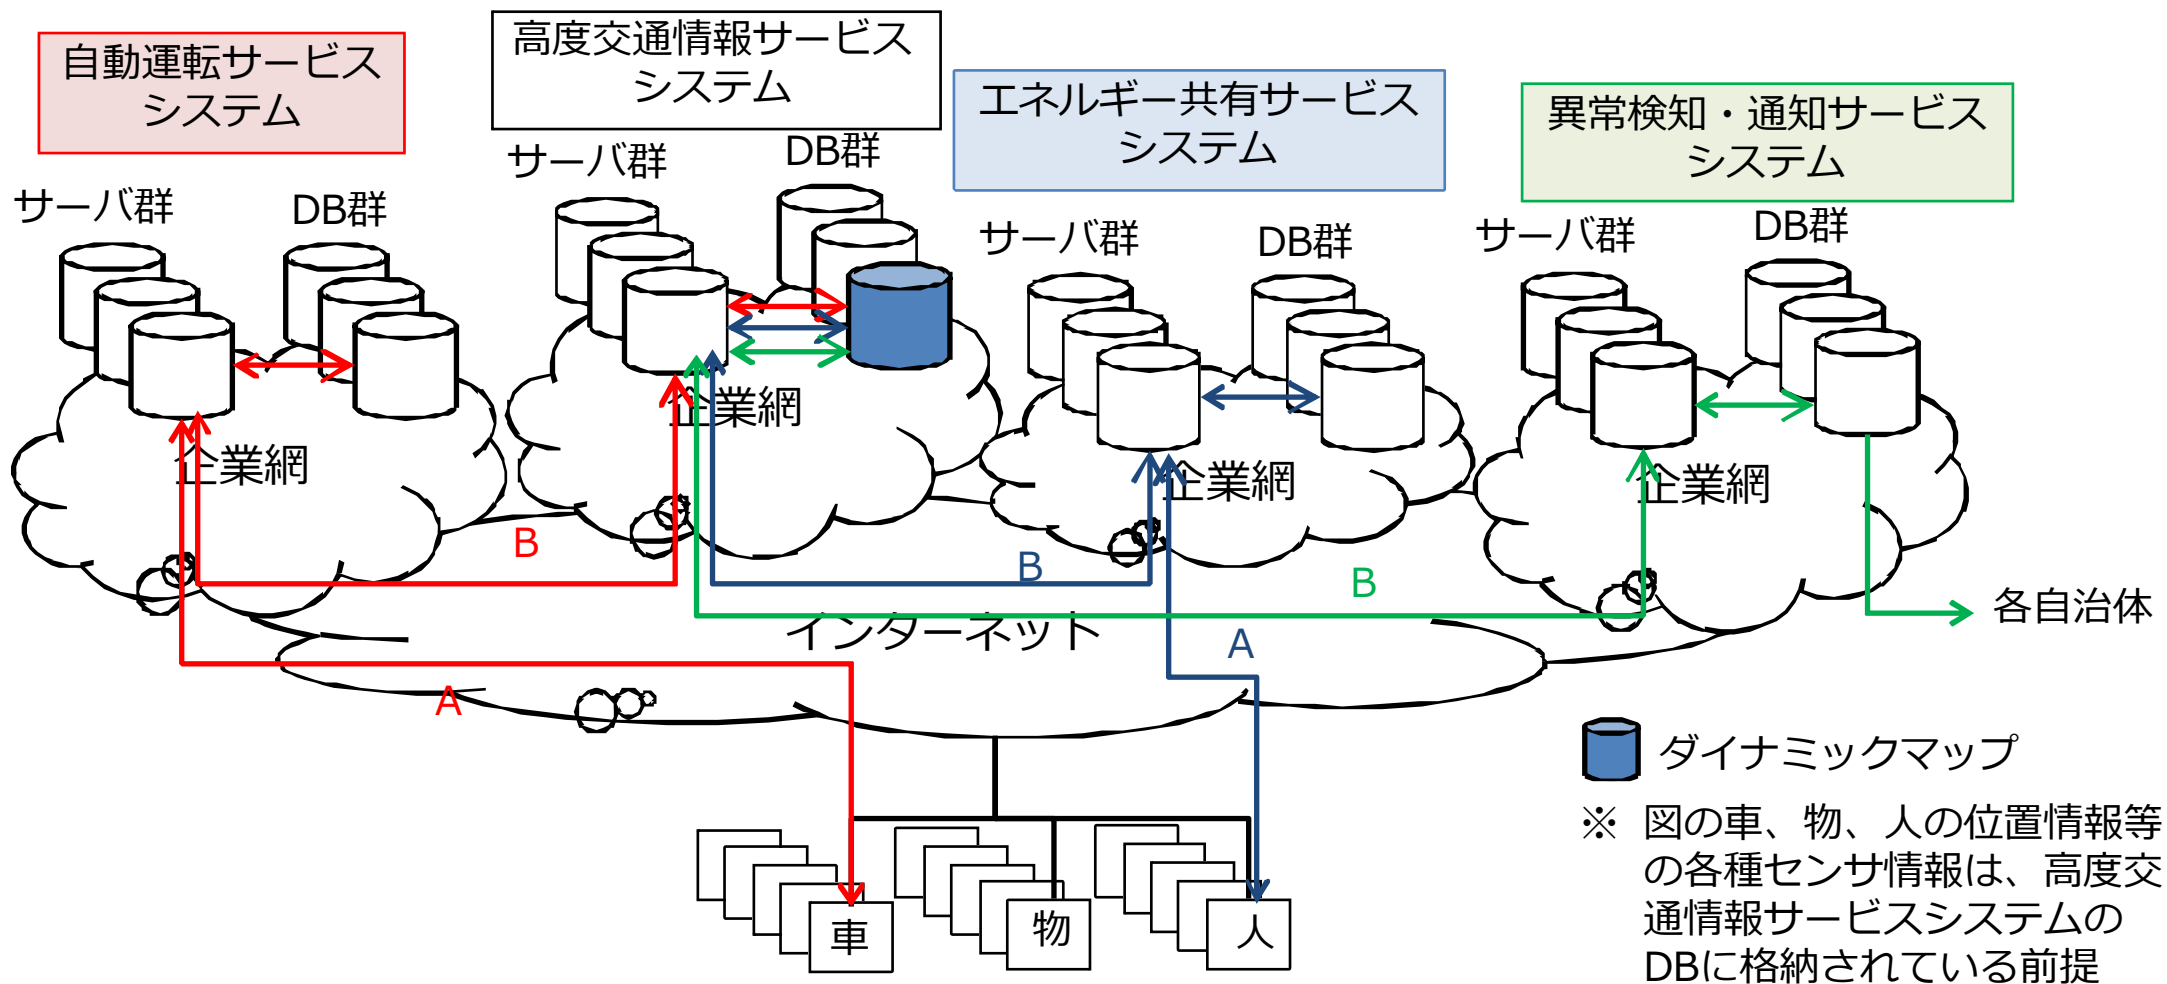 自動運転サービス
システム
高度交通情報サービス
システム
エネルギー共有サービス
システム
異常検知・通知サービス
システム
サーバ群
DB群
サーバ群
DB群
サーバ群
DB群
サーバ群
DB群
企業網
企業網
企業網
企業網
B
B
B
インターネット
A
A
各自治体
ダイナミックマップ
車
物
人
※ 図の車、物、人の位置情報等
の各種センサ情報は、高度交
通情報サービスシステムの
DBに格納されている前提